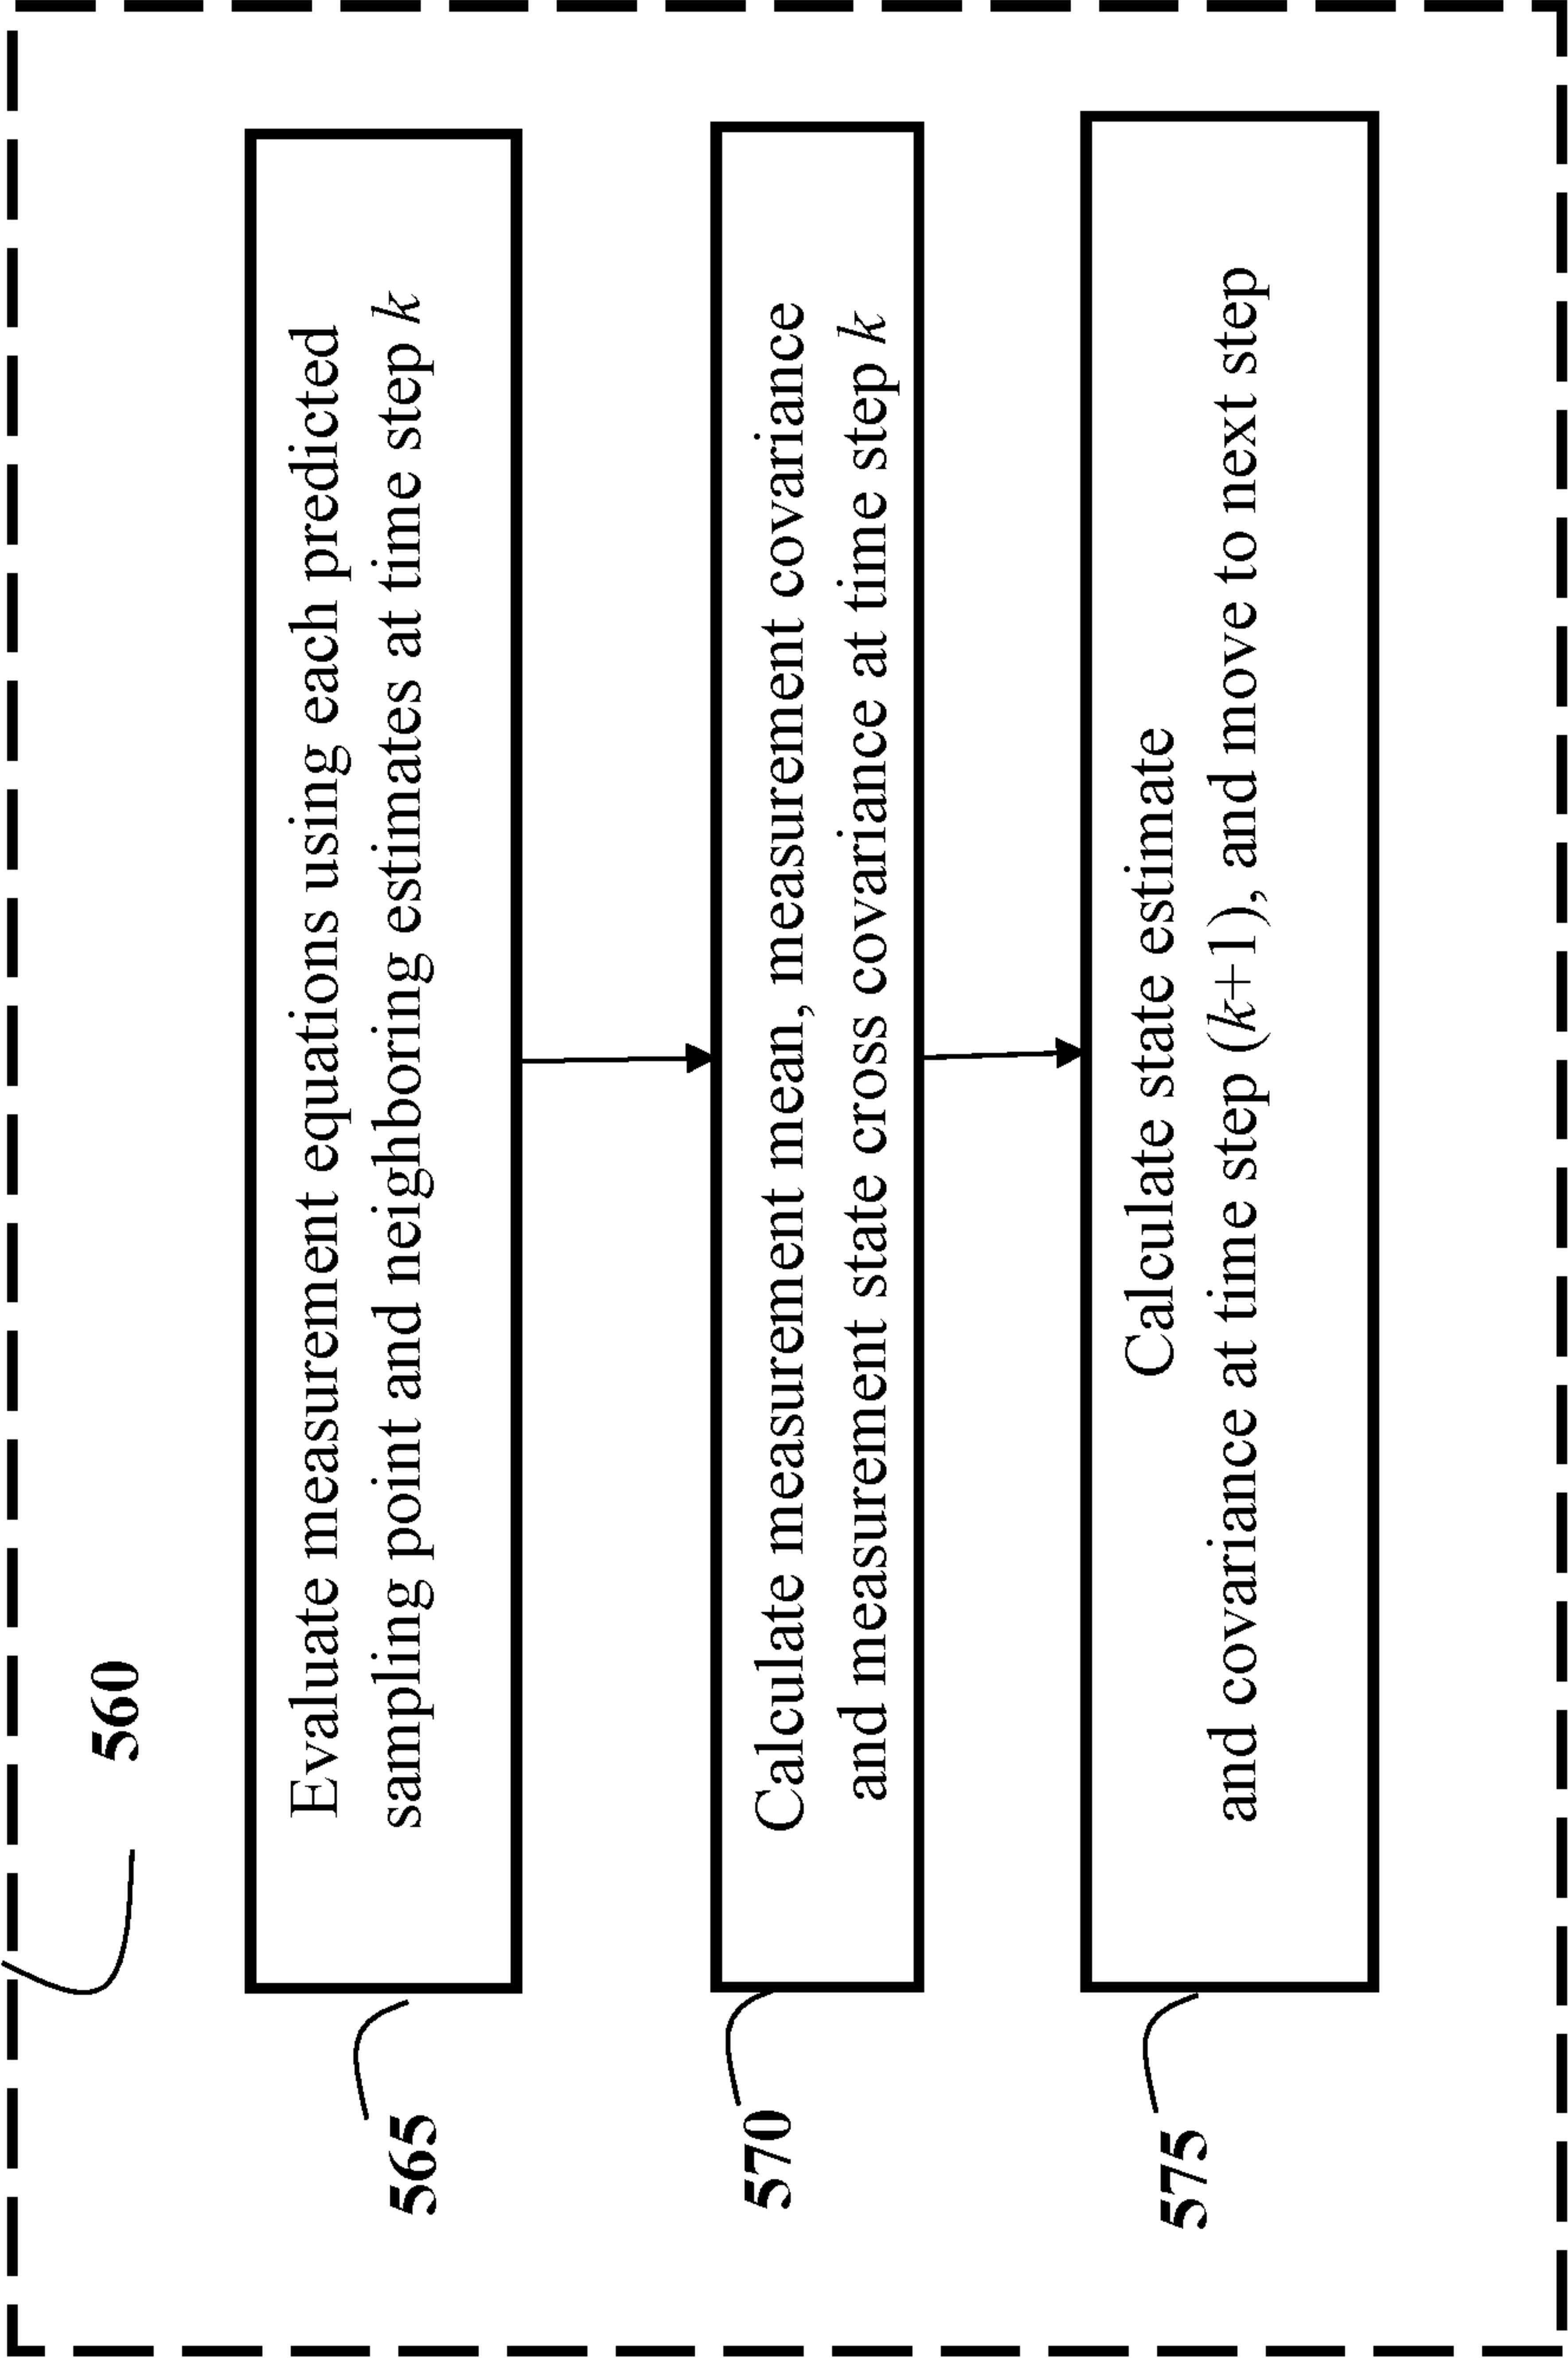 560
565
Evaluate measurement equations using each predicted
sampling point and neighboring estimates at time step k
570
Calculate measurement mean, measurement covariance
and measurement state cross covariance at time step k
575
Calculate state estimate
and covariance at time step (k+1), and move to next step